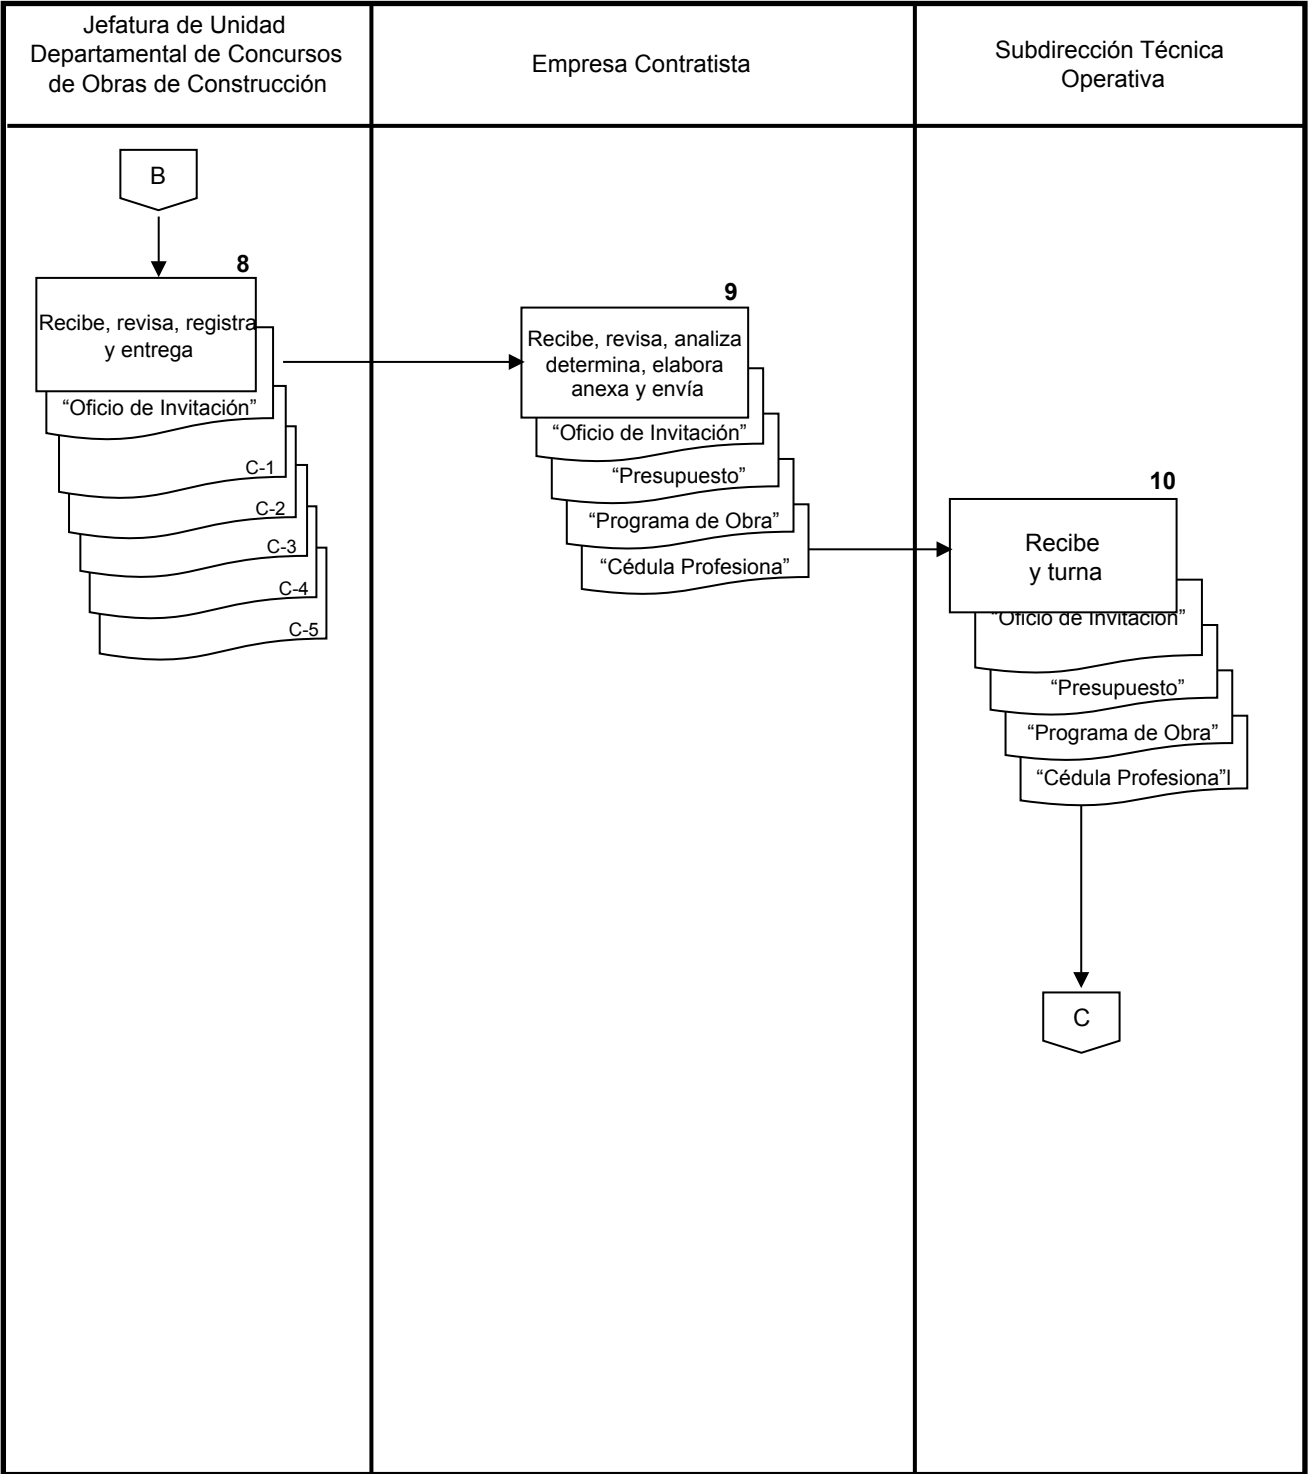 Jefatura de Unidad
Departamental de Concursos
de Obras de Construcción
Empresa Contratista
Subdirección Técnica
Operativa
B
8
Recibe, revisa, registra
y entrega
“Oficio de Invitación”
C-1
C-2
C-3
C-4
C-5
9
Recibe, revisa, analiza
determina, elabora
anexa y envía
“Oficio de Invitación”
“Presupuesto”
“Programa de Obra”
“Cédula Profesiona”
10
Recibe
y turna
“Oficio de Invitación”
“Presupuesto”
“Programa de Obra”
“Cédula Profesiona”l
C